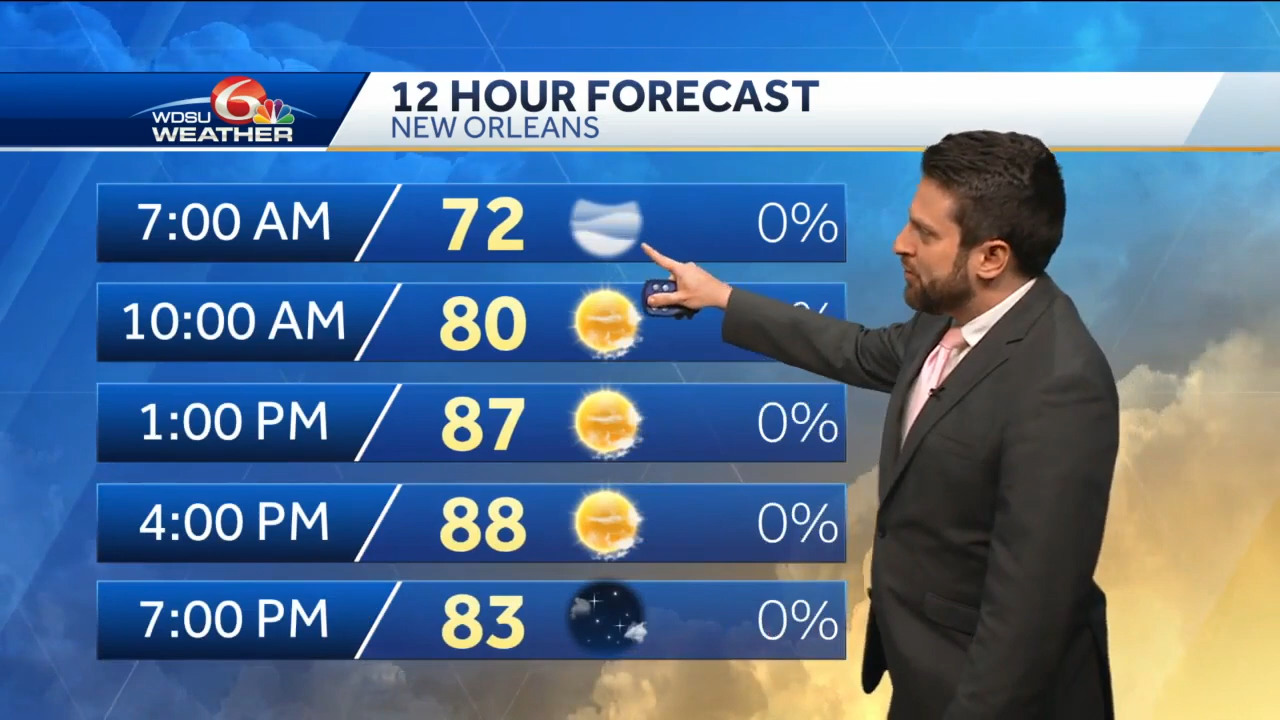 WDSU 6
WEATHER
12 HOUR FORECAST
NEW ORLEANS
7:00 AM 72 0%
10:00 AM 80 %
1:00 PM 87 0%
4:00 PM 88 0%
7:00 PM 83 0%